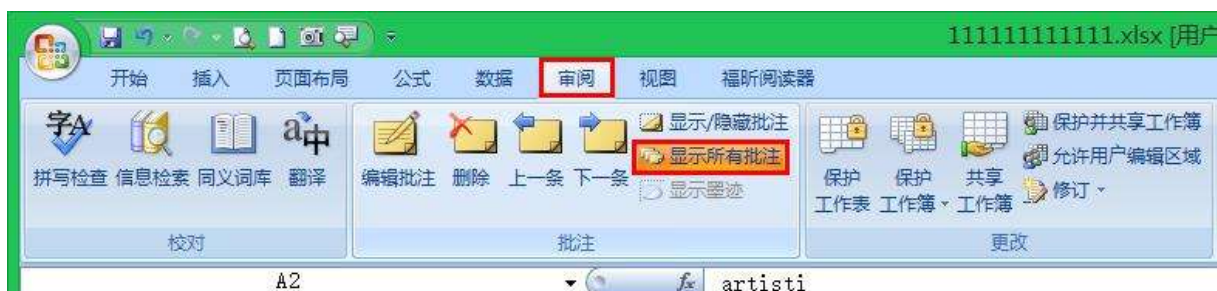 111111111111.xlsx [用户
开始 插入 页面布局 公式 数据 审阅 视图 福昕阅读器
字A
a中
拼写检查 信息检索 同义词库 翻译
校对
编辑批注 删除 上一条 下一条
显示/隐藏批注
显示所有批注
显示墨迹
批注
保护
工作表
保护
工作簿
共享
工作簿
保护并共享工作簿
允许用户编辑区域
修订
更改
A2 fx artisti